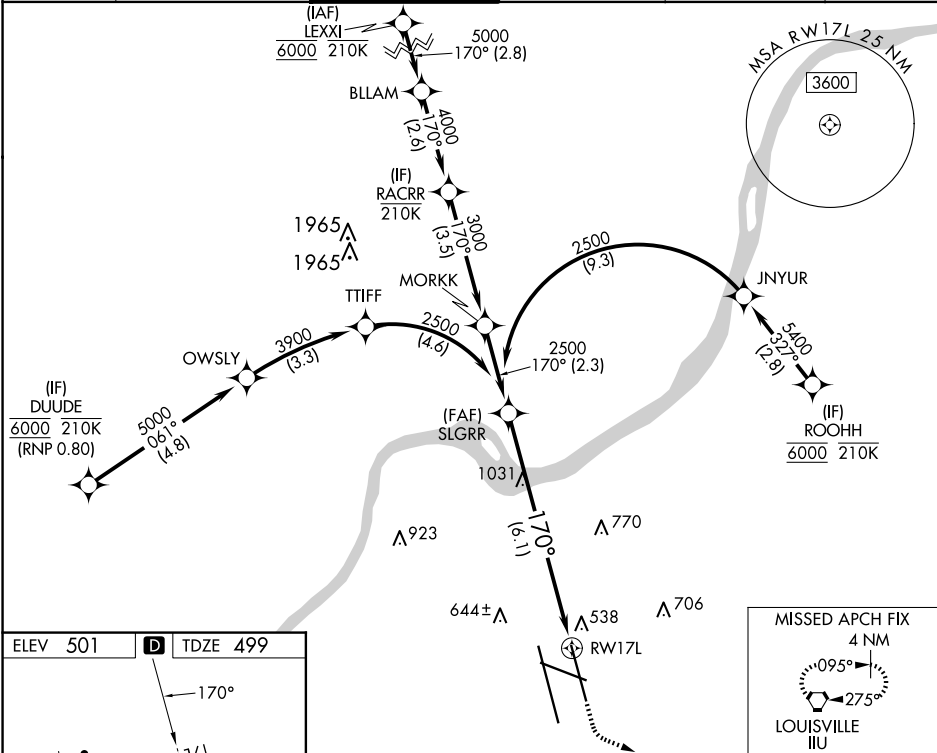 (IAF)
LEXXI
6000 210K
5000
170° (2.8)
BLLAM
4000
170°
(2.6)
(IF)
RACRR
210K
3000
170°
(3.5)
MSA RW17L 25 NM
3600
1965
1965
MORKK
TTIFF
2500
(9.3)
JNYUR
OWSLY
3900
(3.3)
2500
(4.6)
2500
170° (2.3)
5400
327°
(2.8)
(IF)
DUUDE
6000 210K
(RNP 0.80)
5000
061°
(4.8)
(FAF)
SLGRR
(IF)
ROOHH
6000 210K
1031
170°
(6.1)
923
770
644±
538
706
RW17L
ELEV 501
D
TDZE 499
170°
MISSED APCH FIX
4 NM
095°
275°
LOUISVILLE
IIU